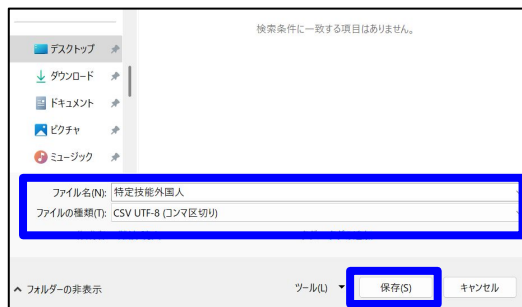 検索条件に一致する項目はありません。
デスクトップ
ダウンロード
ドキュメント
ピクチャ
ミュージック
ファイル名(N): 特定技能外国人
ファイルの種類(T): CSV UTF-8 (コンマ区切り)
フォルダーの非表示 ツール(L) 保存(S) キャンセル